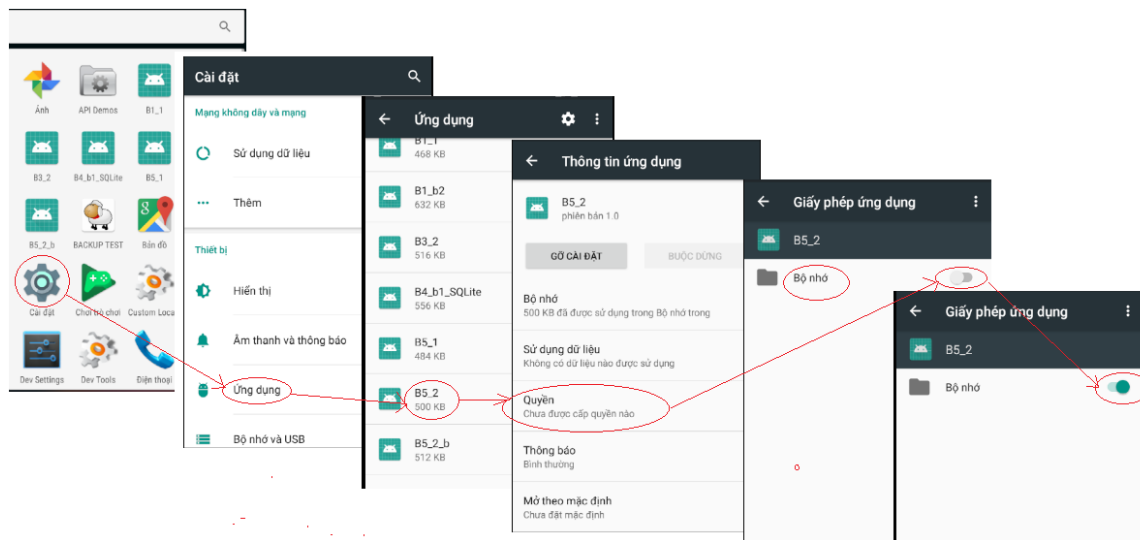 Ảnh
API Demos
B1_1
B3_2
B4_b1_SQLite
B5_1
B5_2_b
BACKUP TEST
Bản đồ
Cài đặt
Chơi trò chơi
Custom Loca
Dev Settings
Dev Tools
Điện thoại
Cài đặt
Mạng không dây và mạng
Sử dụng dữ liệu
Thêm
Thiết bị
Hiển thị
Âm thanh và thông báo
Ứng dụng
Bộ nhớ và USB
Ứng dụng
B1_1
468 KB
B1_b2
632 KB
B3_2
516 KB
B4_b1_SQLite
556 KB
B5_1
484 KB
B5_2
500 KB
B5_2_b
512 KB
Thông tin ứng dụng
B5_2
phiên bản 1.0
GỠ CÀI ĐẶT
BUỘC DỪNG
Bộ nhớ
500 KB đã được sử dụng trong Bộ nhớ trong
Sử dụng dữ liệu
Không có dữ liệu nào được sử dụng
Quyền
Chưa được cấp quyền nào
Thông báo
Bình thường
Mở theo mặc định
Chưa đặt mặc định
Giấy phép ứng dụng
B5_2
Bộ nhớ
Giấy phép ứng dụng
B5_2
Bộ nhớ